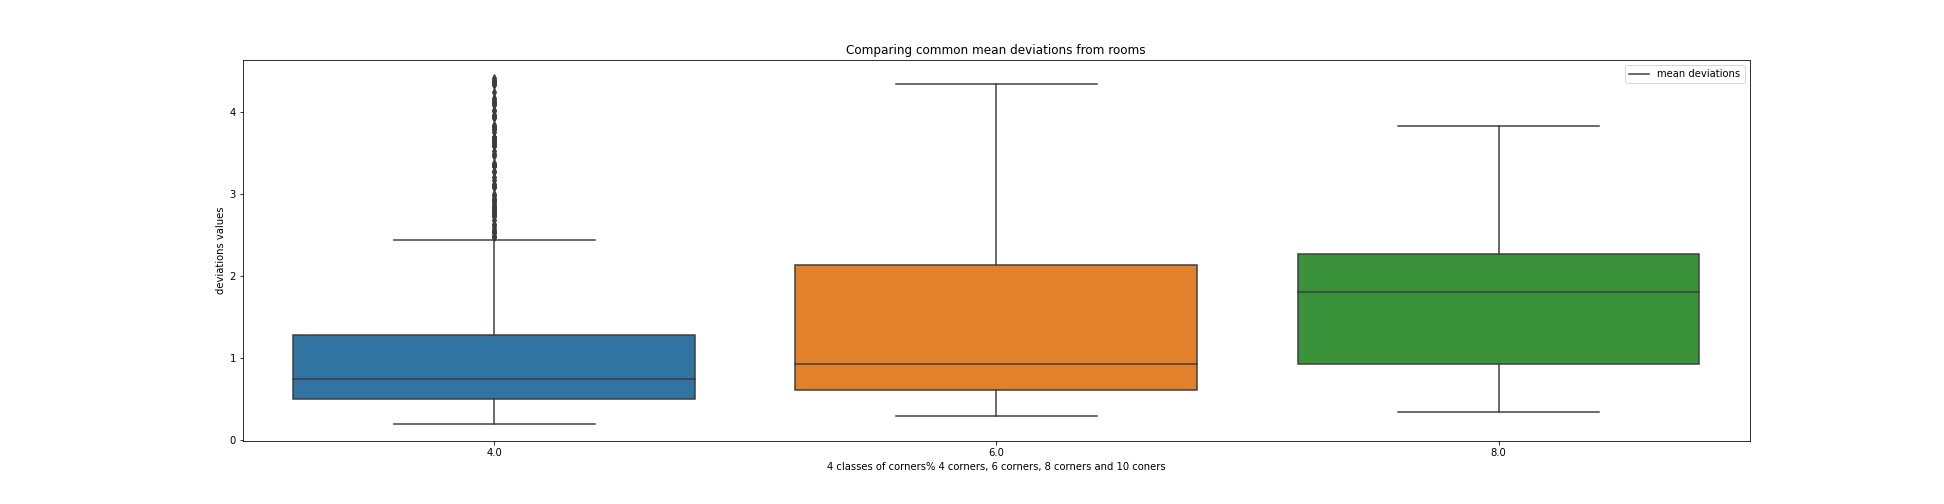 Comparing common mean deviations from rooms
mean deviations
4
3
2
1
0
deviations values
4.0
6.0
8.0
4 classes of corners% 4 corners, 6 corners, 8 corners and 10 coners